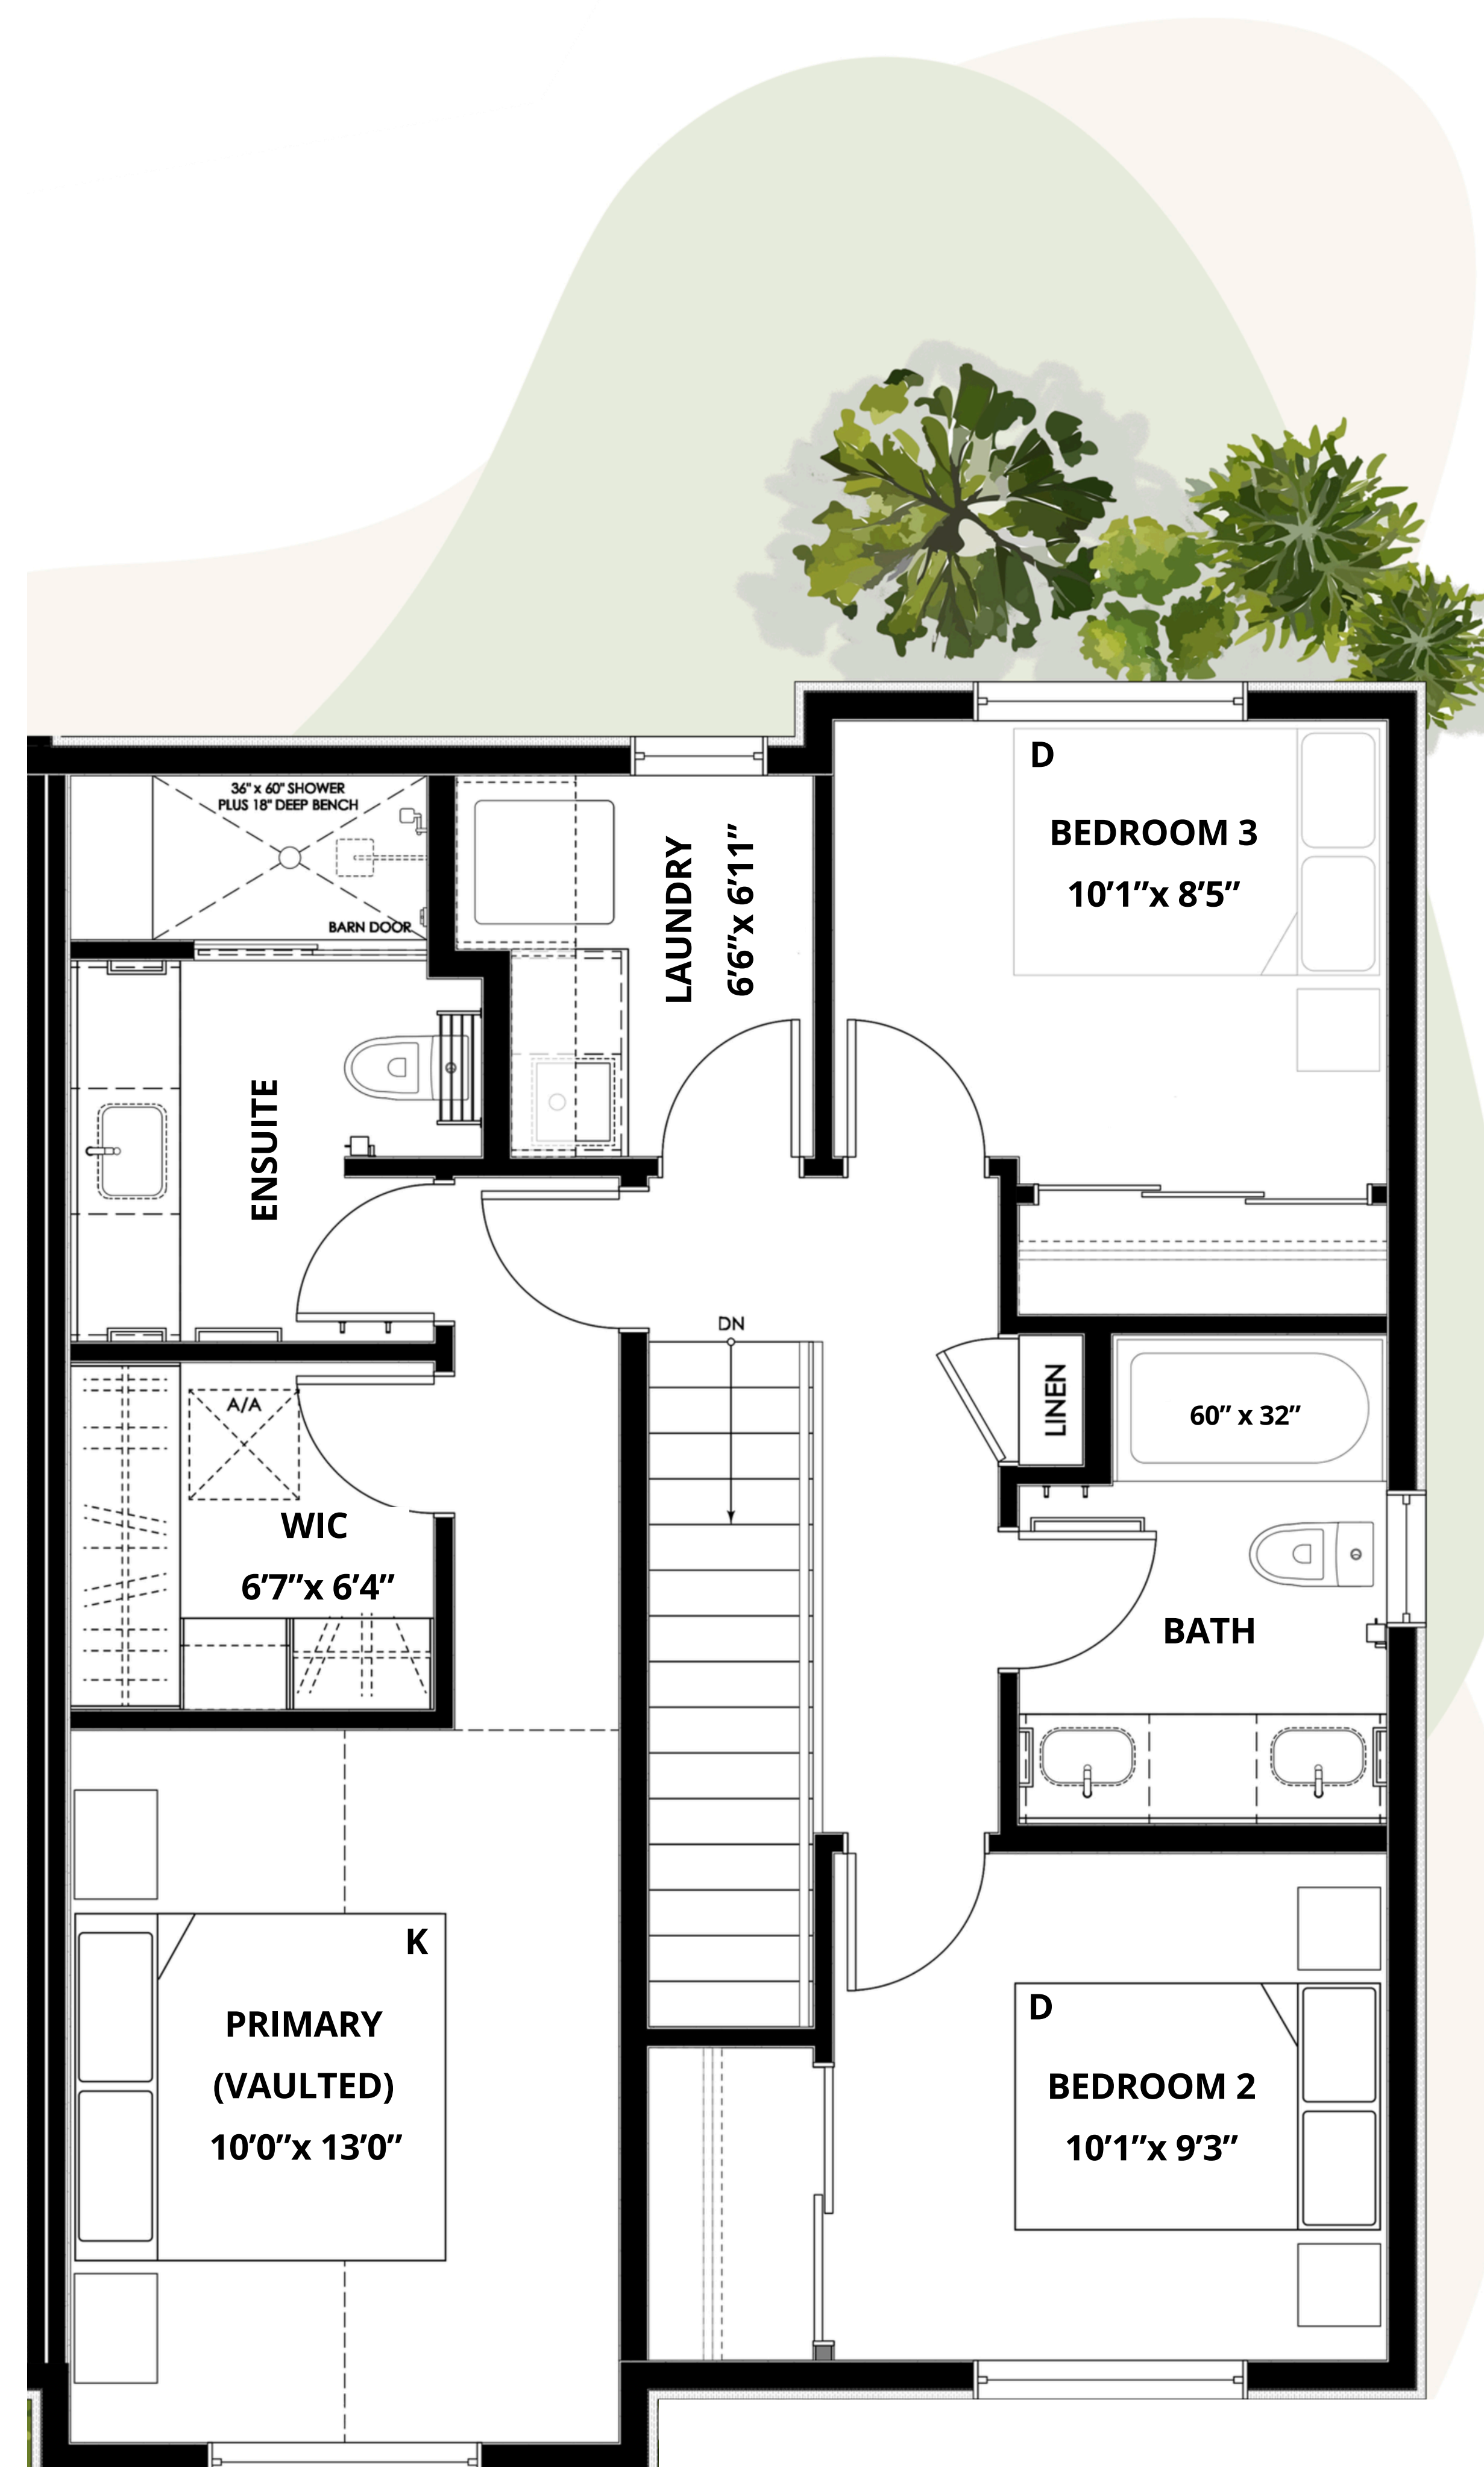 36" x 60" SHOWER
PLUS 18" DEEP BENCH
BARN DOOR
LAUNDRY
6’6”x 6’11”
D
BEDROOM 3
10’1”x 8’5”
ENSUITE
DN
LINEN
60” x 32”
A/A
WIC
6’7”x 6’4”
BATH
K
PRIMARY
(VAULTED)
10’0”x 13’0”
D
BEDROOM 2
10’1”x 9’3”